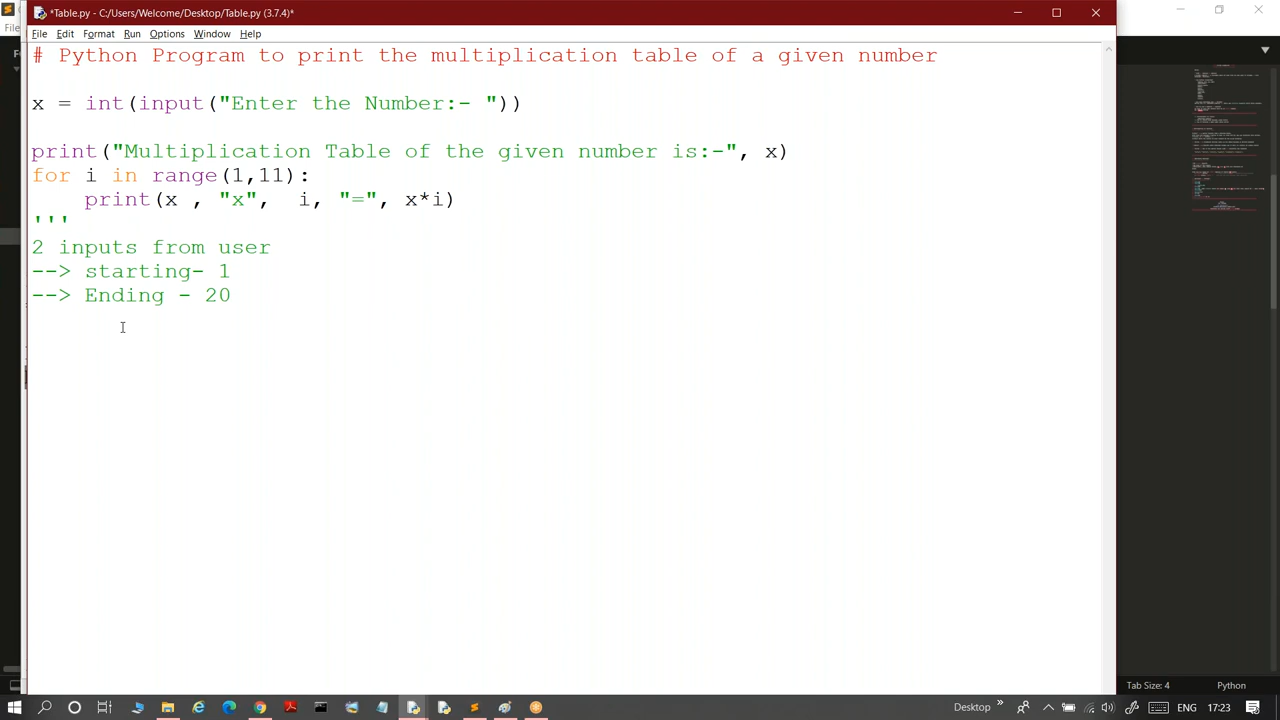 *Table.py - C:/Users/Welcome/Desktop/Table.py (3.7.4)*
File Edit Format Run Options Window Help
# Python Program to print the multiplication table of a given number
x = int(input("Enter the Number:- "))
print("Multiplication Table of the given number is:-",
for i in range(1,11):
print(x , "x", i, "=", x*i)
'''
2 inputs from user
--> starting- 1
--> Ending - 20
Tab Size: 4 Python
Desktop ENG 17:23